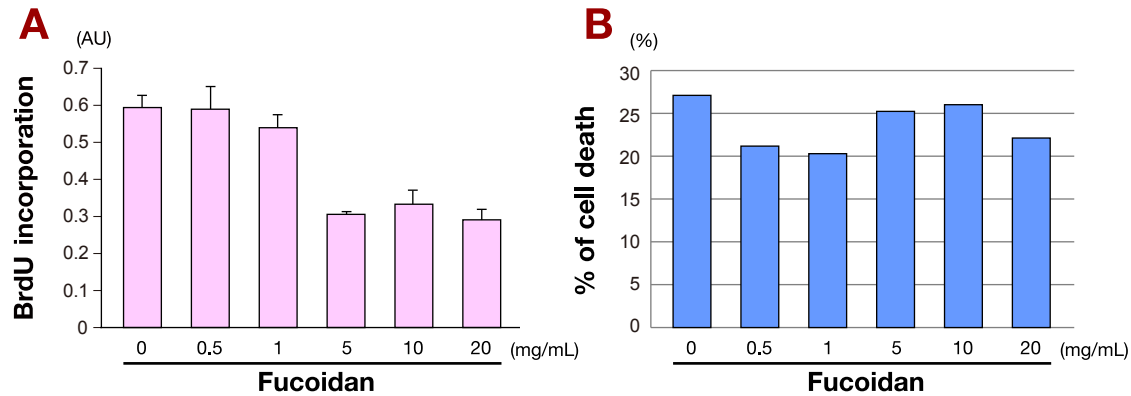 A
(AU)
BrdU incorporation
0.7
0.6
0.5
0.4
0.3
0.2
0.1
0
0 0.5 1 5 10 20 (mg/mL)
Fucoidan
B
(%)
% of cell death
30
25
20
15
10
5
0
0 0.5 1 5 10 20 (mg/mL)
Fucoidan